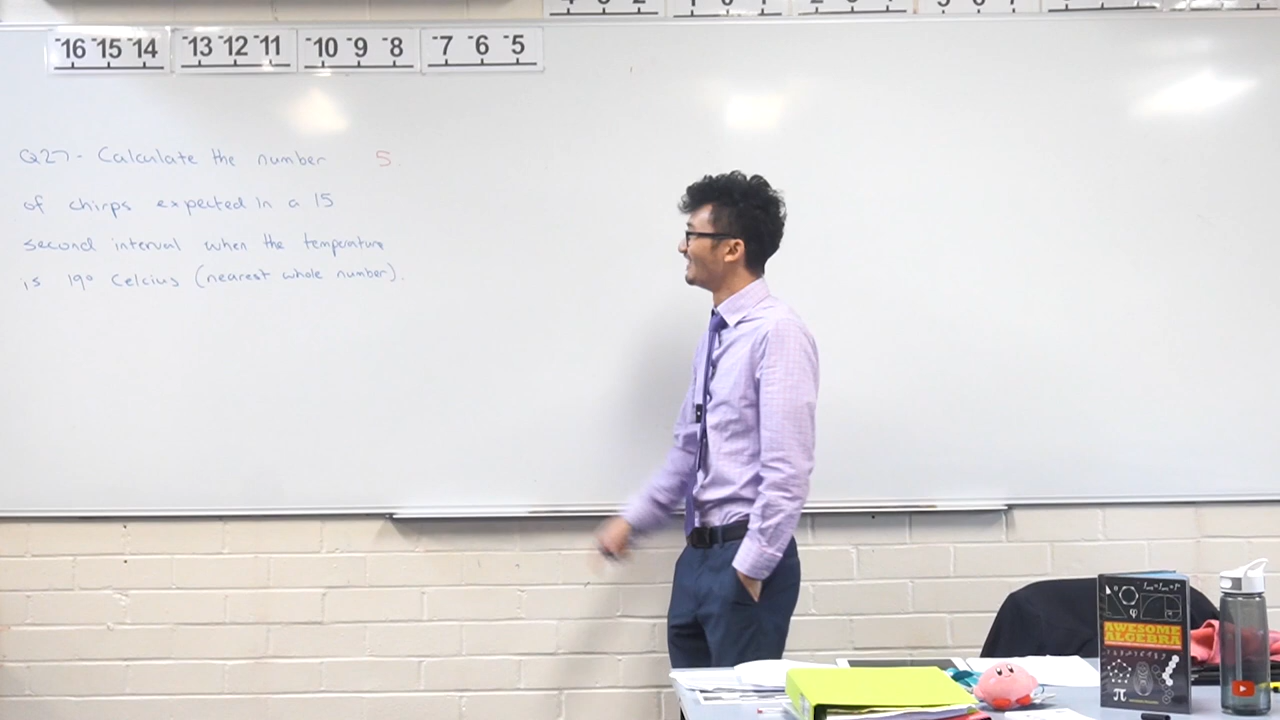 -16 -15 -14 -13 -12 -11 -10 -9 -8 -7 -6 -5
Q27 - Calculate the number 5.
of chirps expected in a 15
second interval when the temperature
is 19° Celcius (nearest whole number).
AWESOME
ALGEBRA
π